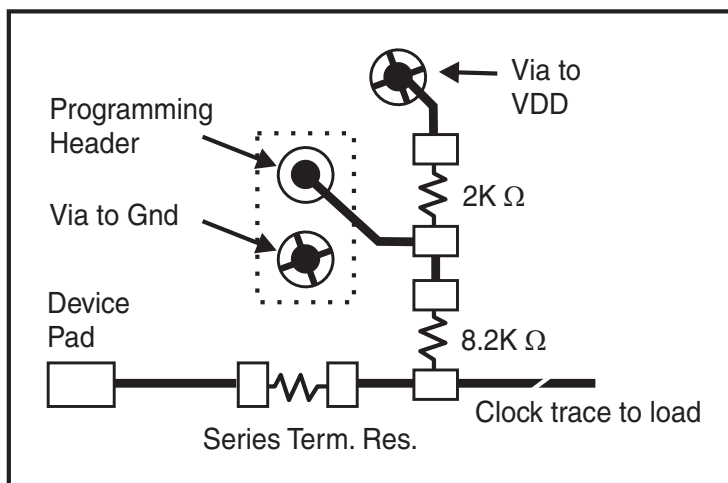 Via to
VDD
Programming
Header
2K Ω
Via to Gnd
Device
Pad
8.2K Ω
Clock trace to load
Series Term. Res.